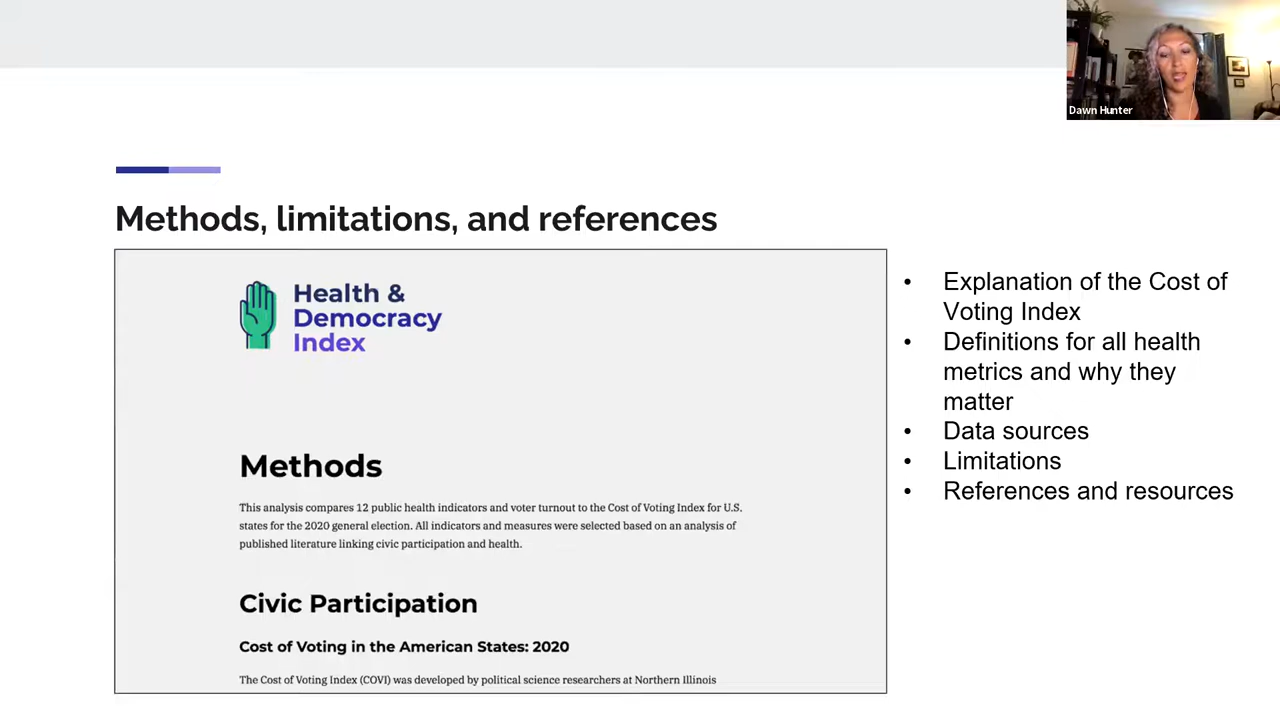 Dawn Hunter
Methods, limitations, and references
Health &
Democracy
Index
Methods
This analysis compares 12 public health indicators and voter turnout to the Cost of Voting Index for U.S.
states for the 2020 general election. All indicators and measures were selected based on an analysis of
published literature linking civic participation and health.
Civic Participation
Cost of Voting in the American States: 2020
The Cost of Voting Index (COVI) was developed by political science researchers at Northern Illinois
• Explanation of the Cost of
Voting Index
• Definitions for all health
metrics and why they
matter
• Data sources
• Limitations
• References and resources